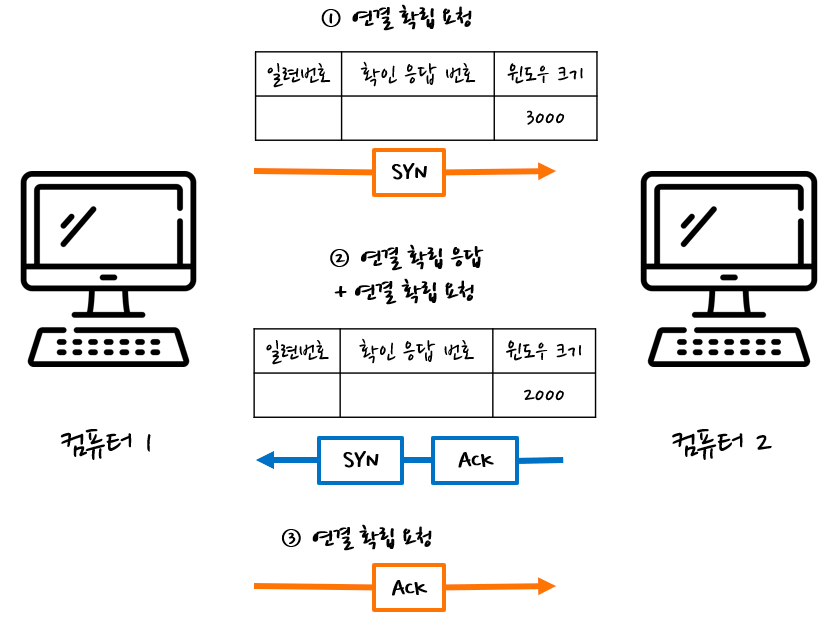 ① 연결 확립 요청
일련번호 확인 응답 번호 윈도우 크기
3000
SYN
② 연결 확립 응답
+ 연결 확립 요청
일련번호 확인 응답 번호 윈도우 크기
2000
컴퓨터 1
컴퓨터 2
SYN ACK
③ 연결 확립 요청
ACK